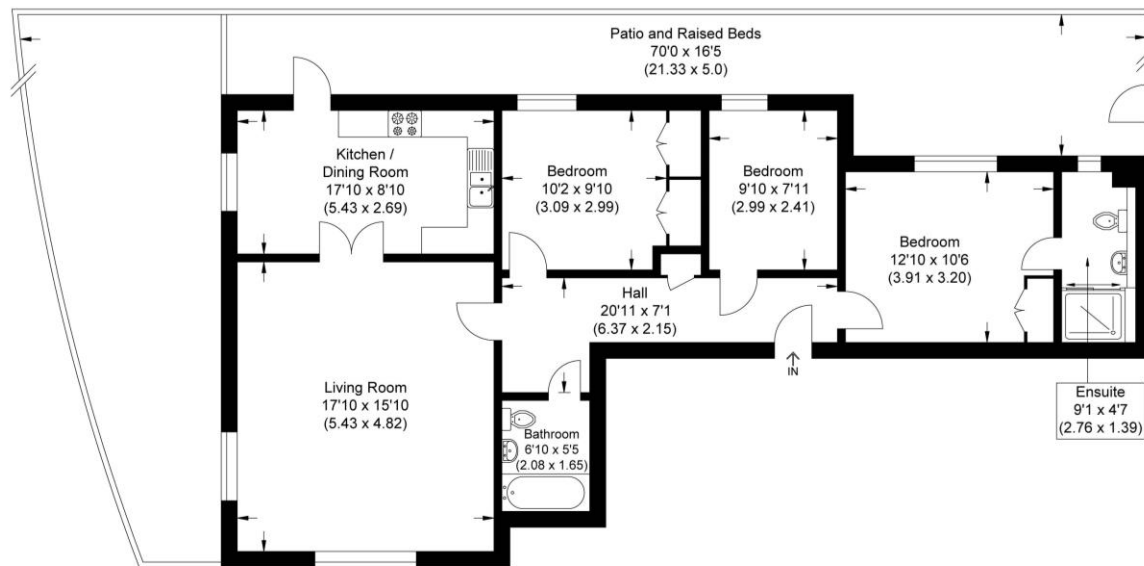 Patio and Raised Beds
70'0 x 16'5
(21.33 x 5.0)
Kitchen /
Dining Room
17'10 x 8'10
(5.43 x 2.69)
Bedroom
10'2 x 9'10
(3.09 x 2.99)
Bedroom
9'10 x 7'11
(2.99 x 2.41)
Bedroom
12'10 x 10'6
(3.91 x 3.20)
Hall
20'11 x 7'1
(6.37 x 2.15)
IN
Living Room
17'10 x 15'10
(5.43 x 4.82)
Bathroom
6'10 x 5'5
(2.08 x 1.65)
Ensuite
9'1 x 4'7
(2.76 x 1.39)